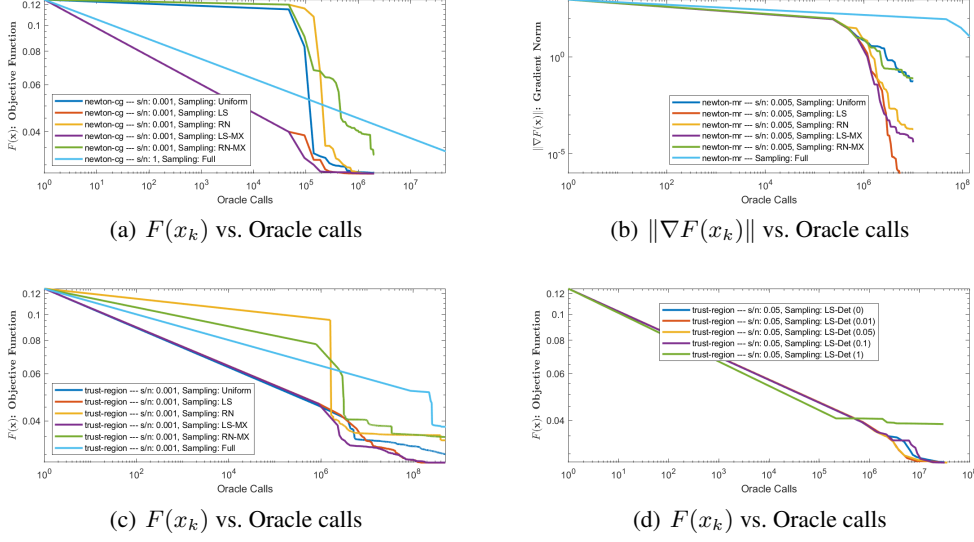 0.12
0.1
0.08
0.06
0.04
F(x): Objective Function
newton-cg --- s/n: 0.001, Sampling: Uniform
newton-cg --- s/n: 0.001, Sampling: LS
newton-cg --- s/n: 0.001, Sampling: RN
newton-cg --- s/n: 0.001, Sampling: LS-MX
newton-cg --- s/n: 0.001, Sampling: RN-MX
newton-cg --- s/n: 1, Sampling: Full
10^0 10^1 10^2 10^3 10^4 10^5 10^6 10^7
Oracle Calls
(a) F(x_k) vs. Oracle calls
10^0
10^-5
‖∇F(x)‖: Gradient Norm
newton-mr --- s/n: 0.005, Sampling: Uniform
newton-mr --- s/n: 0.005, Sampling: LS
newton-mr --- s/n: 0.005, Sampling: RN
newton-mr --- s/n: 0.005, Sampling: LS-MX
newton-mr --- s/n: 0.005, Sampling: RN-MX
newton-mr --- Sampling: Full
10^0 10^2 10^4 10^6 10^8
Oracle Calls
(b) ‖∇F(x_k)‖ vs. Oracle calls
0.12
0.1
0.08
0.06
0.04
F(x): Objective Function
trust-region --- s/n: 0.001, Sampling: Uniform
trust-region --- s/n: 0.001, Sampling: LS
trust-region --- s/n: 0.001, Sampling: RN
trust-region --- s/n: 0.001, Sampling: LS-MX
trust-region --- s/n: 0.001, Sampling: RN-MX
trust-region --- s/n: 0.001, Sampling: Full
10^0 10^2 10^4 10^6 10^8
Oracle Calls
(c) F(x_k) vs. Oracle calls
0.12
0.1
0.08
0.06
0.04
F(x): Objective Function
trust-region --- s/n: 0.05, Sampling: LS-Det (0)
trust-region --- s/n: 0.05, Sampling: LS-Det (0.01)
trust-region --- s/n: 0.05, Sampling: LS-Det (0.05)
trust-region --- s/n: 0.05, Sampling: LS-Det (0.1)
trust-region --- s/n: 0.05, Sampling: LS-Det (1)
10^0 10^1 10^2 10^3 10^4 10^5 10^6 10^7 10^8
Oracle Calls
(d) F(x_k) vs. Oracle calls